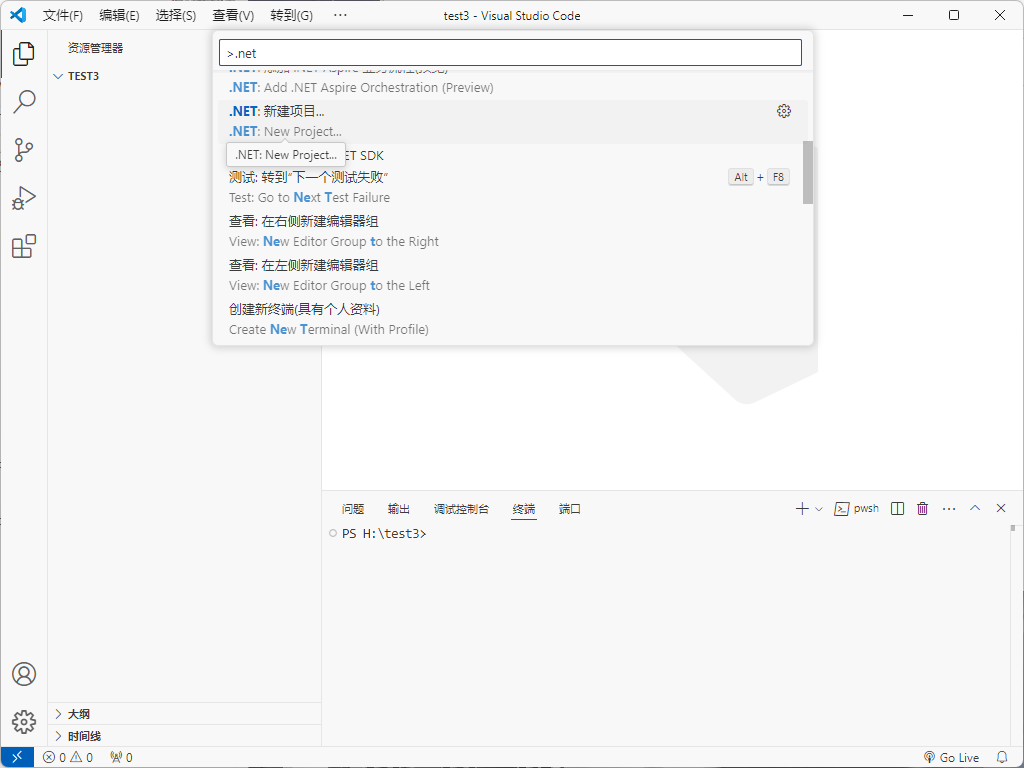 文件(F) 编辑(E) 选择(S) 查看(V) 转到(G) ··· test3 - Visual Studio Code
资源管理器
TEST3
>.net
.NET: Add .NET Aspire Orchestration (Preview)
.NET: 新建项目...
.NET: New Project...
.NET: New Project...
ET SDK
测试: 转到“下一个测试失败”
Alt + F8
Test: Go to Next Test Failure
查看: 在右侧新建编辑器组
View: New Editor Group to the Right
查看: 在左侧新建编辑器组
View: New Editor Group to the Left
创建新终端(具有个人资料)
Create New Terminal (With Profile)
问题 输出 调试控制台 终端 端口 pwsh ···
PS H:\test3>
大纲
时间线
0 0 0 Go Live